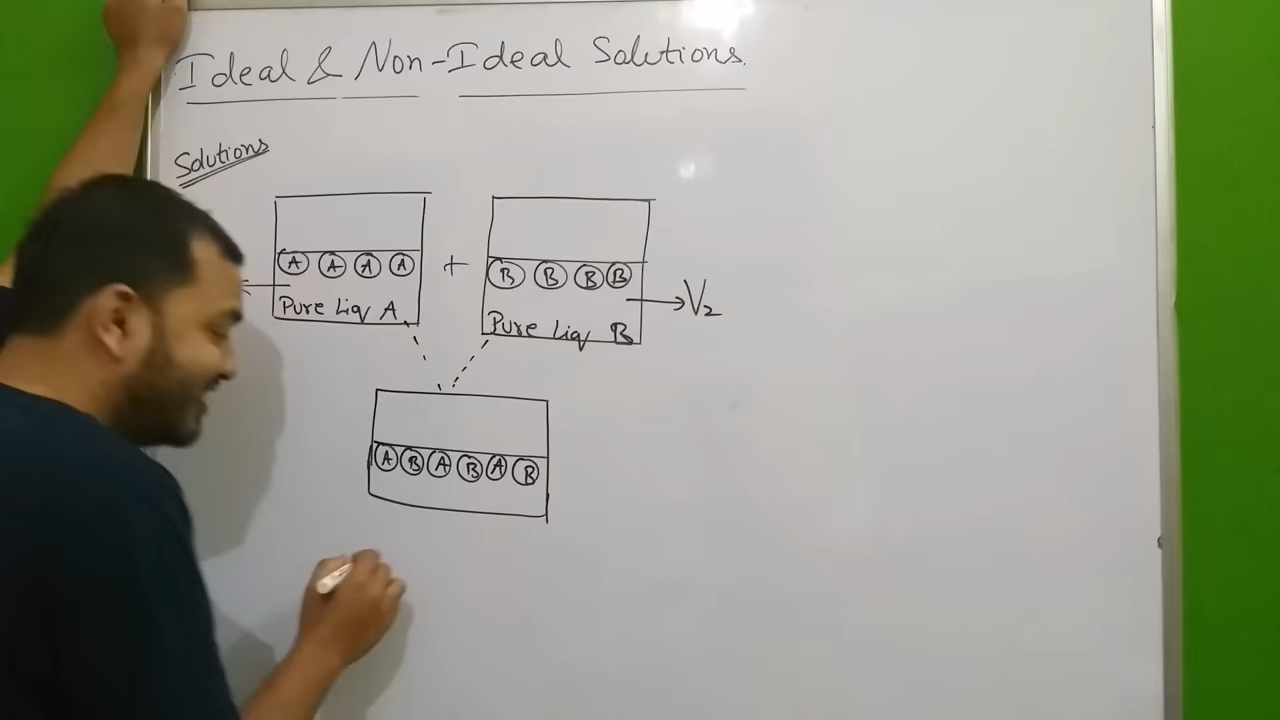 Ideal & Non-Ideal Solutions.
Solutions
A A A A + B B B B
Pure Liq A
Pure Liq B
V₂
A B A B A B